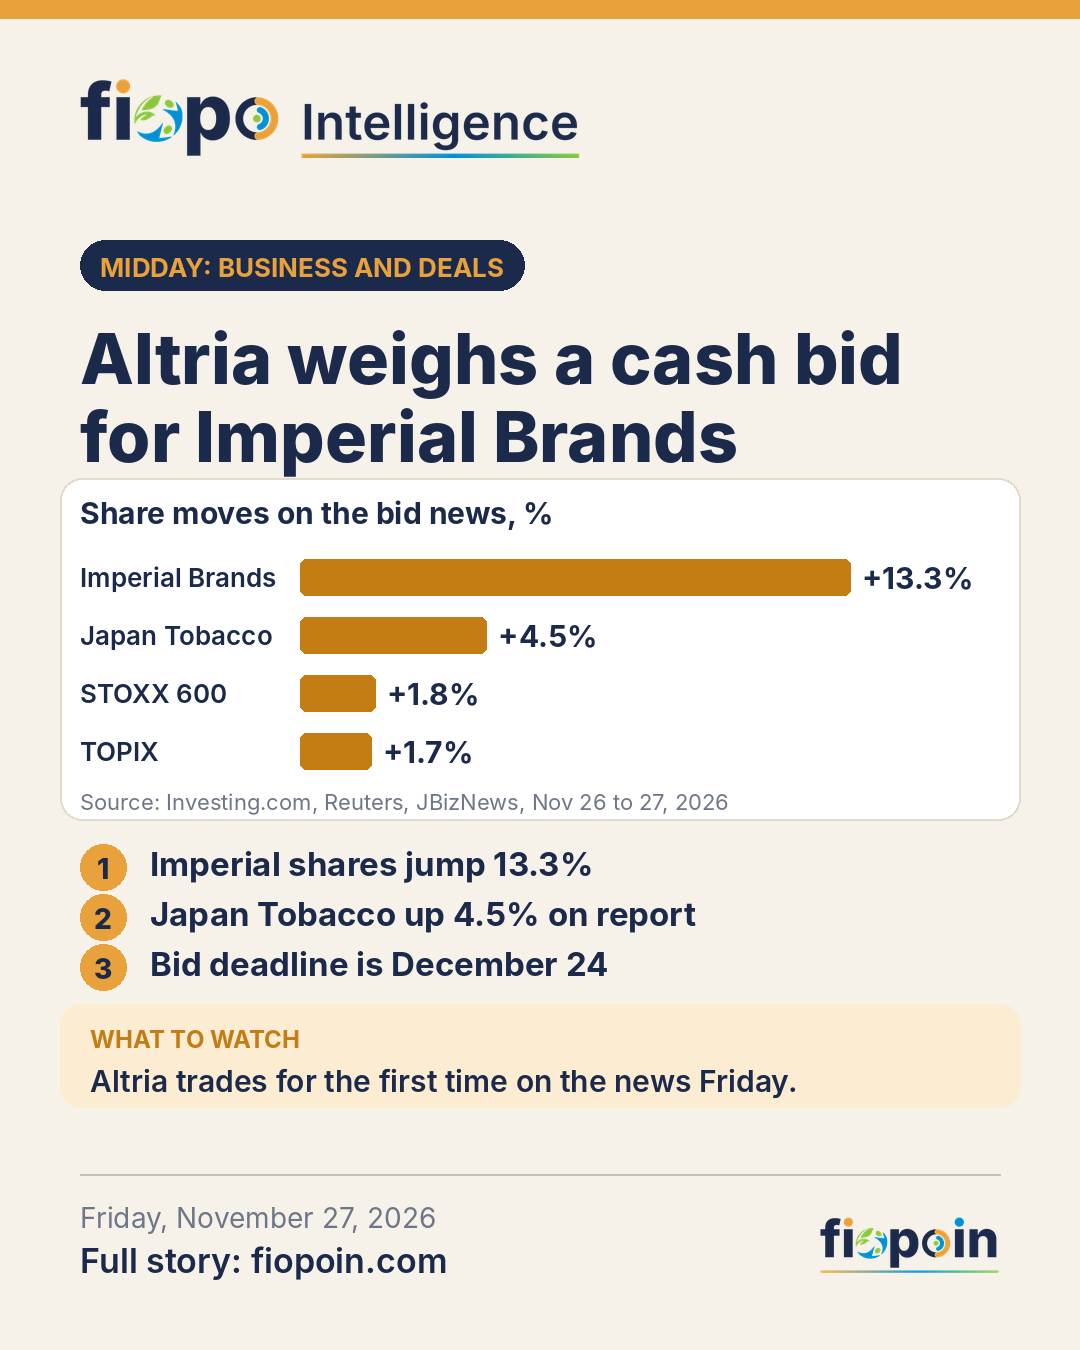 fiopo Intelligence
MIDDAY: BUSINESS AND DEALS
Altria weighs a cash bid
for Imperial Brands
Share moves on the bid news, %
Imperial Brands +13.3%
Japan Tobacco +4.5%
STOXX 600 +1.8%
TOPIX +1.7%
Source: Investing.com, Reuters, JBizNews, Nov 26 to 27, 2026
1 Imperial shares jump 13.3%
2 Japan Tobacco up 4.5% on report
3 Bid deadline is December 24
WHAT TO WATCH
Altria trades for the first time on the news Friday.
Friday, November 27, 2026
Full story: fiopoin.com
fiopoin